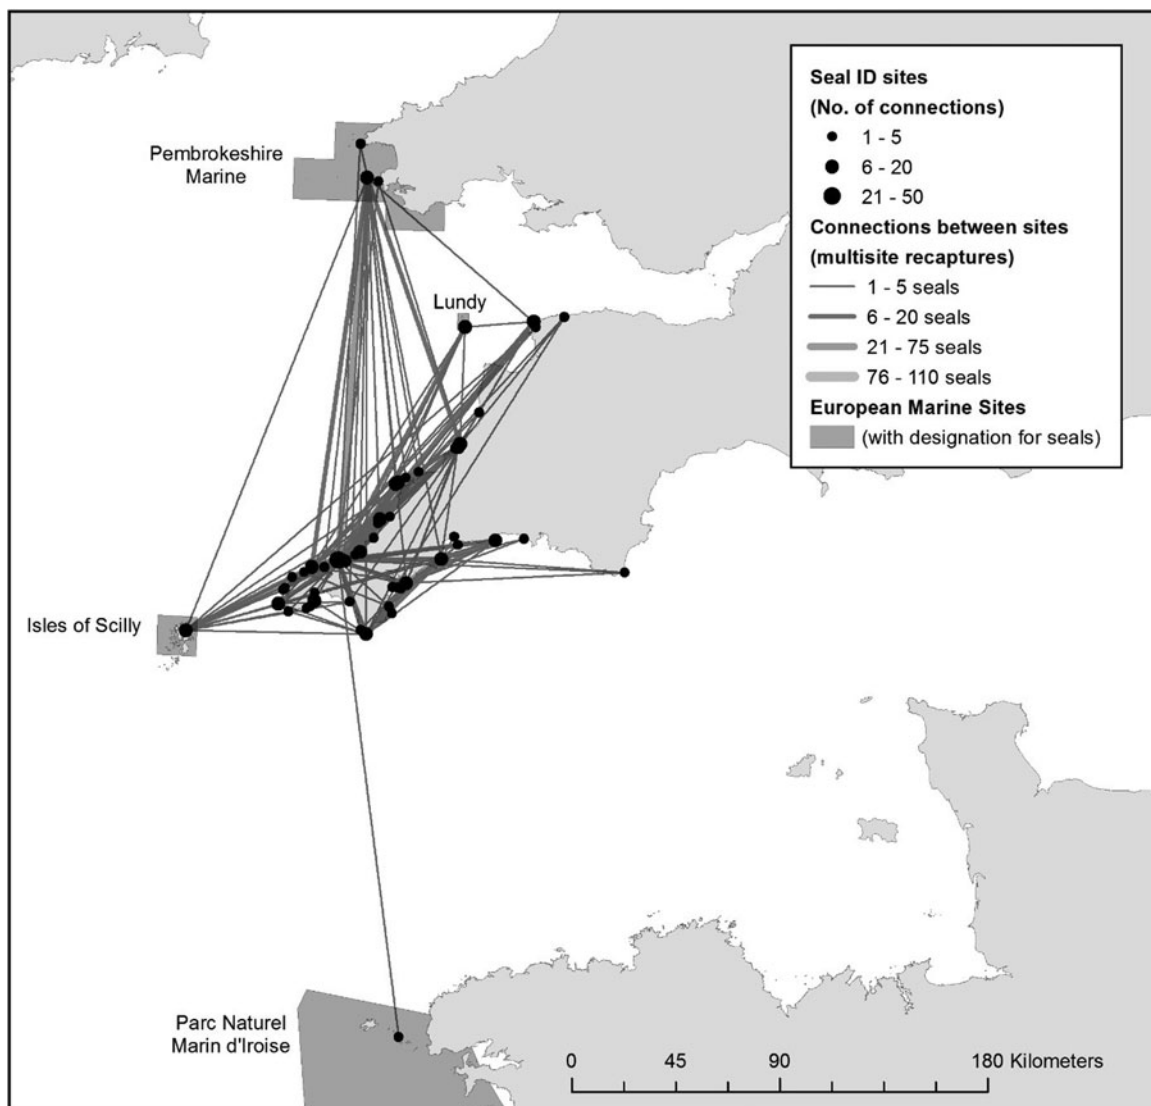 Seal ID sites
(No. of connections)
1 - 5
6 - 20
21 - 50
Connections between sites
(multisite recaptures)
1 - 5 seals
6 - 20 seals
21 - 75 seals
76 - 110 seals
European Marine Sites
(with designation for seals)
Pembrokeshire
Marine
Lundy
Isles of Scilly
Parc Naturel
Marin d'Iroise
0 45 90 180 Kilometers